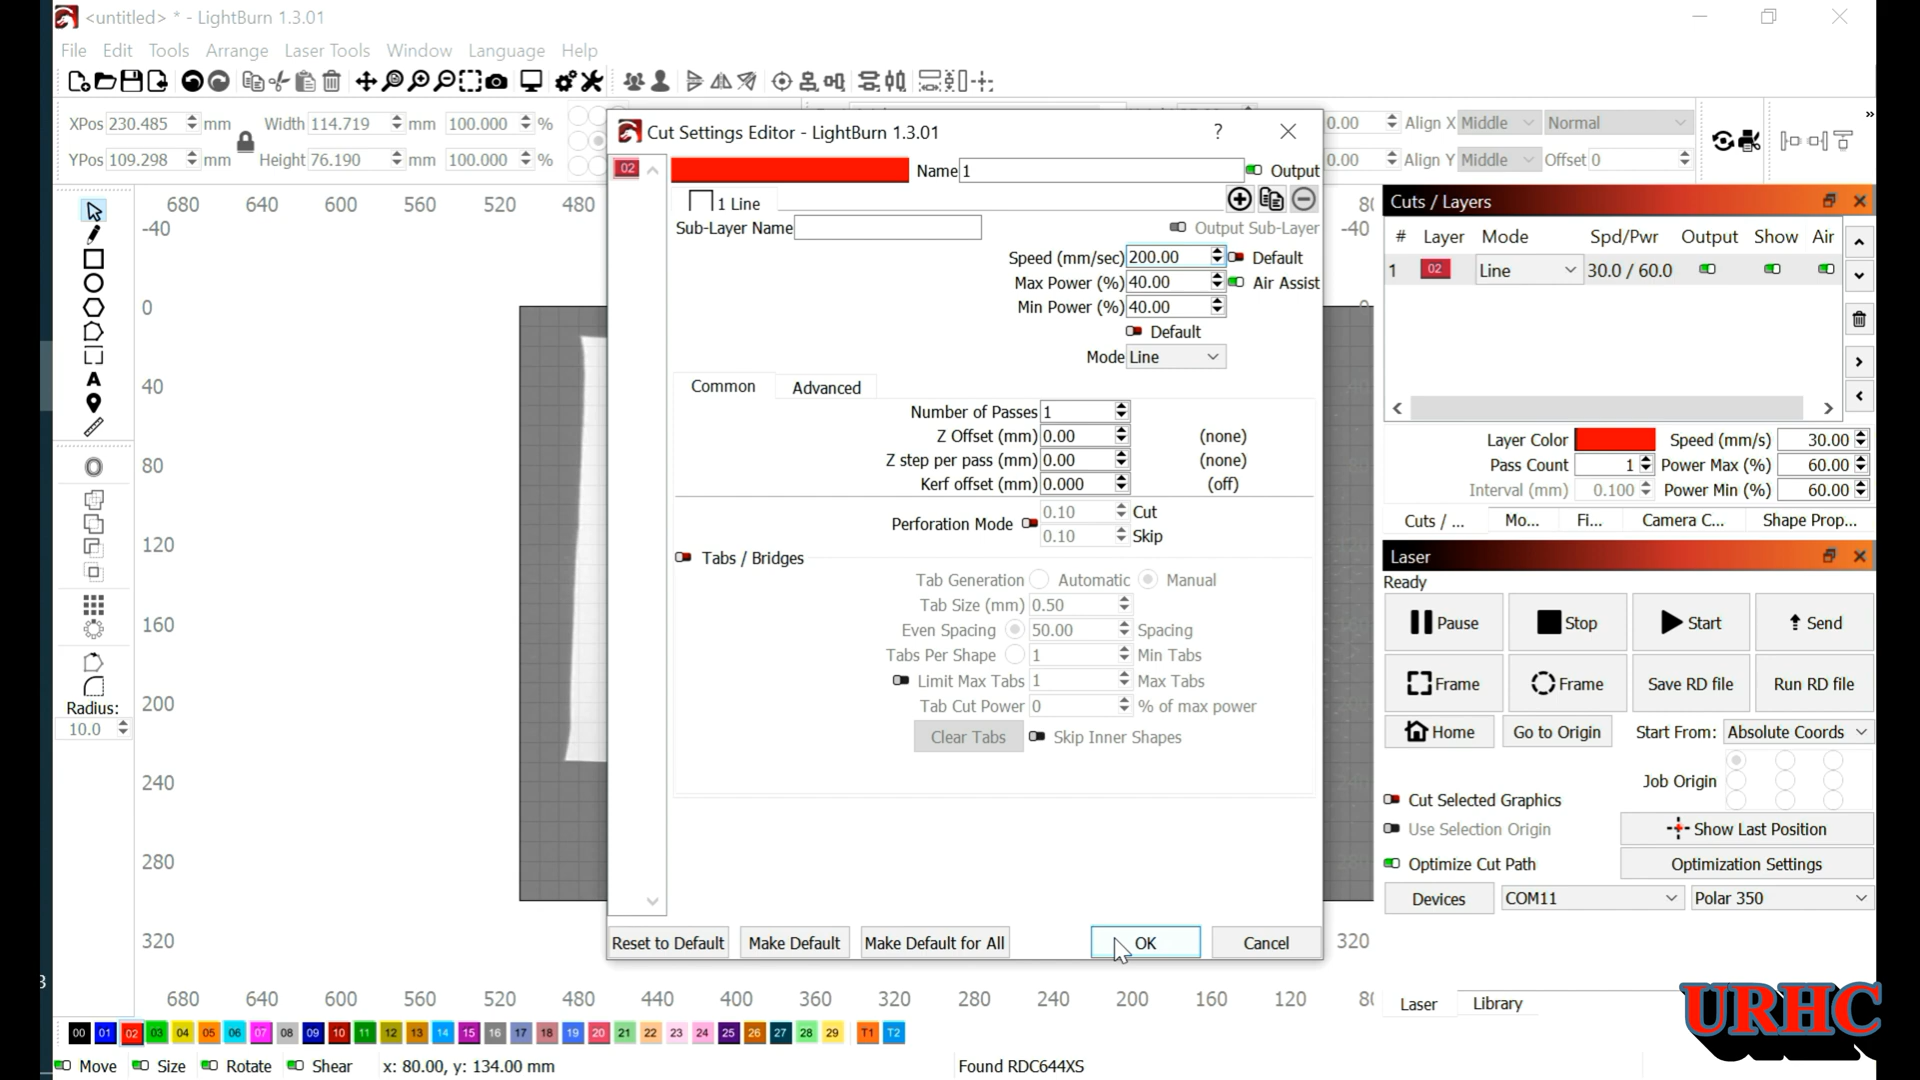 <untitled> * - LightBurn 1.3.01
File Edit Tools Arrange Laser Tools Window Language Help
XPos 230.485 mm Width 114.719 mm 100.000 %
YPos 109.298 mm Height 76.190 mm 100.000 %
0.00 Align X Middle Normal
0.00 Align Y Middle Offset 0
680 640 600 560 520 480
-40
0
40
80
120
160
200
240
280
320
Radius:
10.0
Cut Settings Editor - LightBurn 1.3.01 ?
02 Name 1 Output
1 Line
Sub-Layer Name Output Sub-Layer
Speed (mm/sec) 200.00 Default
Max Power (%) 40.00 Air Assist
Min Power (%) 40.00
Default
Mode Line
Common Advanced
Number of Passes 1
Z Offset (mm) 0.00 (none)
Z step per pass (mm) 0.00 (none)
Kerf offset (mm) 0.000 (off)
Perforation Mode 0.10 Cut
0.10 Skip
Tabs / Bridges
Tab Generation Automatic Manual
Tab Size (mm) 0.50
Even Spacing 50.00 Spacing
Tabs Per Shape 1 Min Tabs
Limit Max Tabs 1 Max Tabs
Tab Cut Power 0 % of max power
Clear Tabs Skip Inner Shapes
Reset to Default Make Default Make Default for All OK Cancel
-40
320
680 640 600 560 520 480 440 400 360 320 280 240 200 160 120
Cuts / Layers
# Layer Mode Spd/Pwr Output Show Air
1 02 Line 30.0 / 60.0
Layer Color Speed (mm/s) 30.00
Pass Count 1 Power Max (%) 60.00
Interval (mm) 0.100 Power Min (%) 60.00
Cuts / ... Mo... Fi... Camera C... Shape Prop...
Laser
Ready
Pause Stop Start Send
Frame Frame Save RD file Run RD file
Home Go to Origin Start From: Absolute Coords
Job Origin
Cut Selected Graphics
Use Selection Origin Show Last Position
Optimize Cut Path Optimization Settings
Devices COM11 Polar 350
Laser Library
URHC
00 01 02 03 04 05 06 07 08 09 10 11 12 13 14 15 16 17 18 19 20 21 22 23 24 25 26 27 28 29 T1 T2
Move Size Rotate Shear x: 80.00, y: 134.00 mm Found RDC644XS